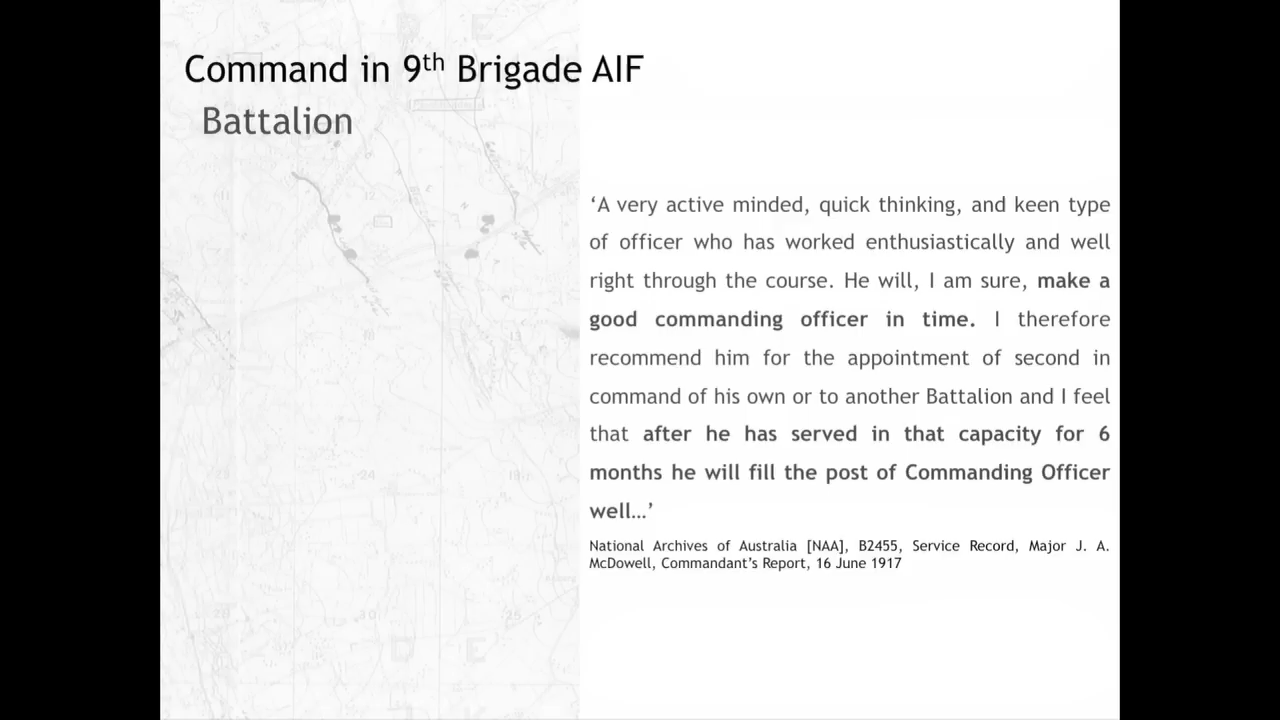 Command in 9th Brigade AIF
Battalion
‘A very active minded, quick thinking, and keen type
of officer who has worked enthusiastically and well
right through the course. He will, I am sure, make a
good commanding officer in time. I therefore
recommend him for the appointment of second in
command of his own or to another Battalion and I feel
that after he has served in that capacity for 6
months he will fill the post of Commanding Officer
well…’
National Archives of Australia [NAA], B2455, Service Record, Major J. A.
McDowell, Commandant’s Report, 16 June 1917